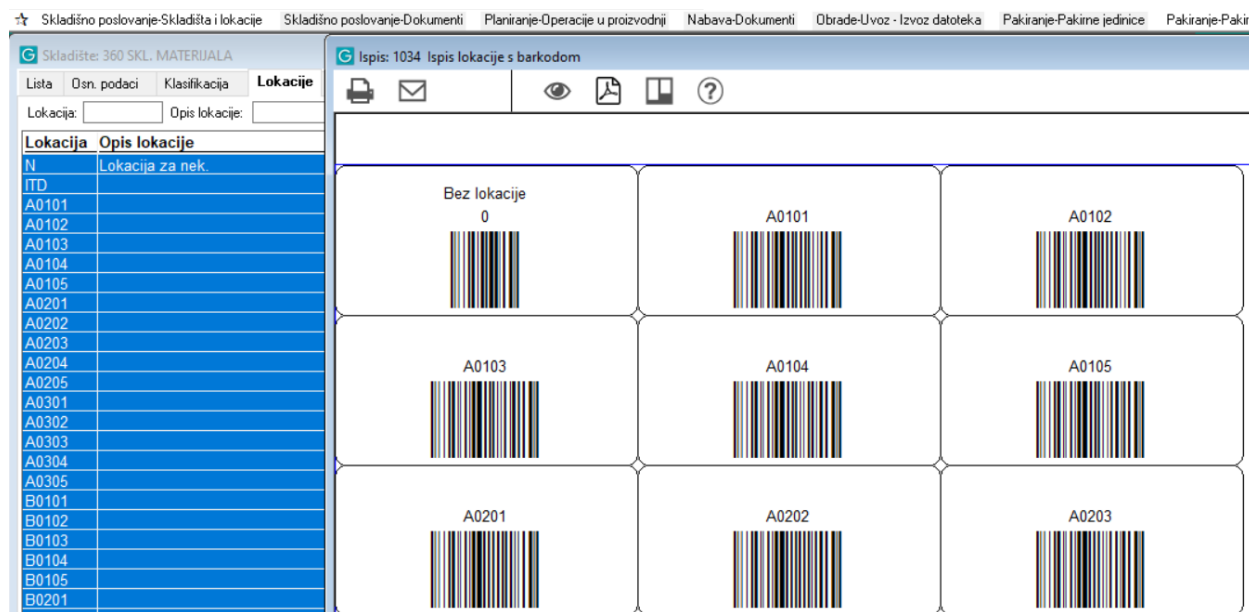 Skladišno poslovanje-Skladišta i lokacije Skladišno poslovanje-Dokumenti Planiranje-Operacije u proizvodnji Nabava-Dokumenti Obrade-Uvoz - Izvoz datoteka Pakiranje-Pakirne jedinice
G Skladište: 360 SKL. MATERIJALA
Lista Osn. podaci Klasifikacija Lokacije
Lokacija: Opis lokacije:
Lokacija Opis lokacije
N Lokacija za nek.
ITD
A0101
A0102
A0103
A0104
A0105
A0201
A0202
A0203
A0204
A0205
A0301
A0302
A0303
A0304
A0305
B0101
B0102
B0103
B0104
B0105
B0201
G Ispis: 1034 Ispis lokacije s barkodom
Bez lokacije
0
A0101
A0102
A0103
A0104
A0105
A0201
A0202
A0203